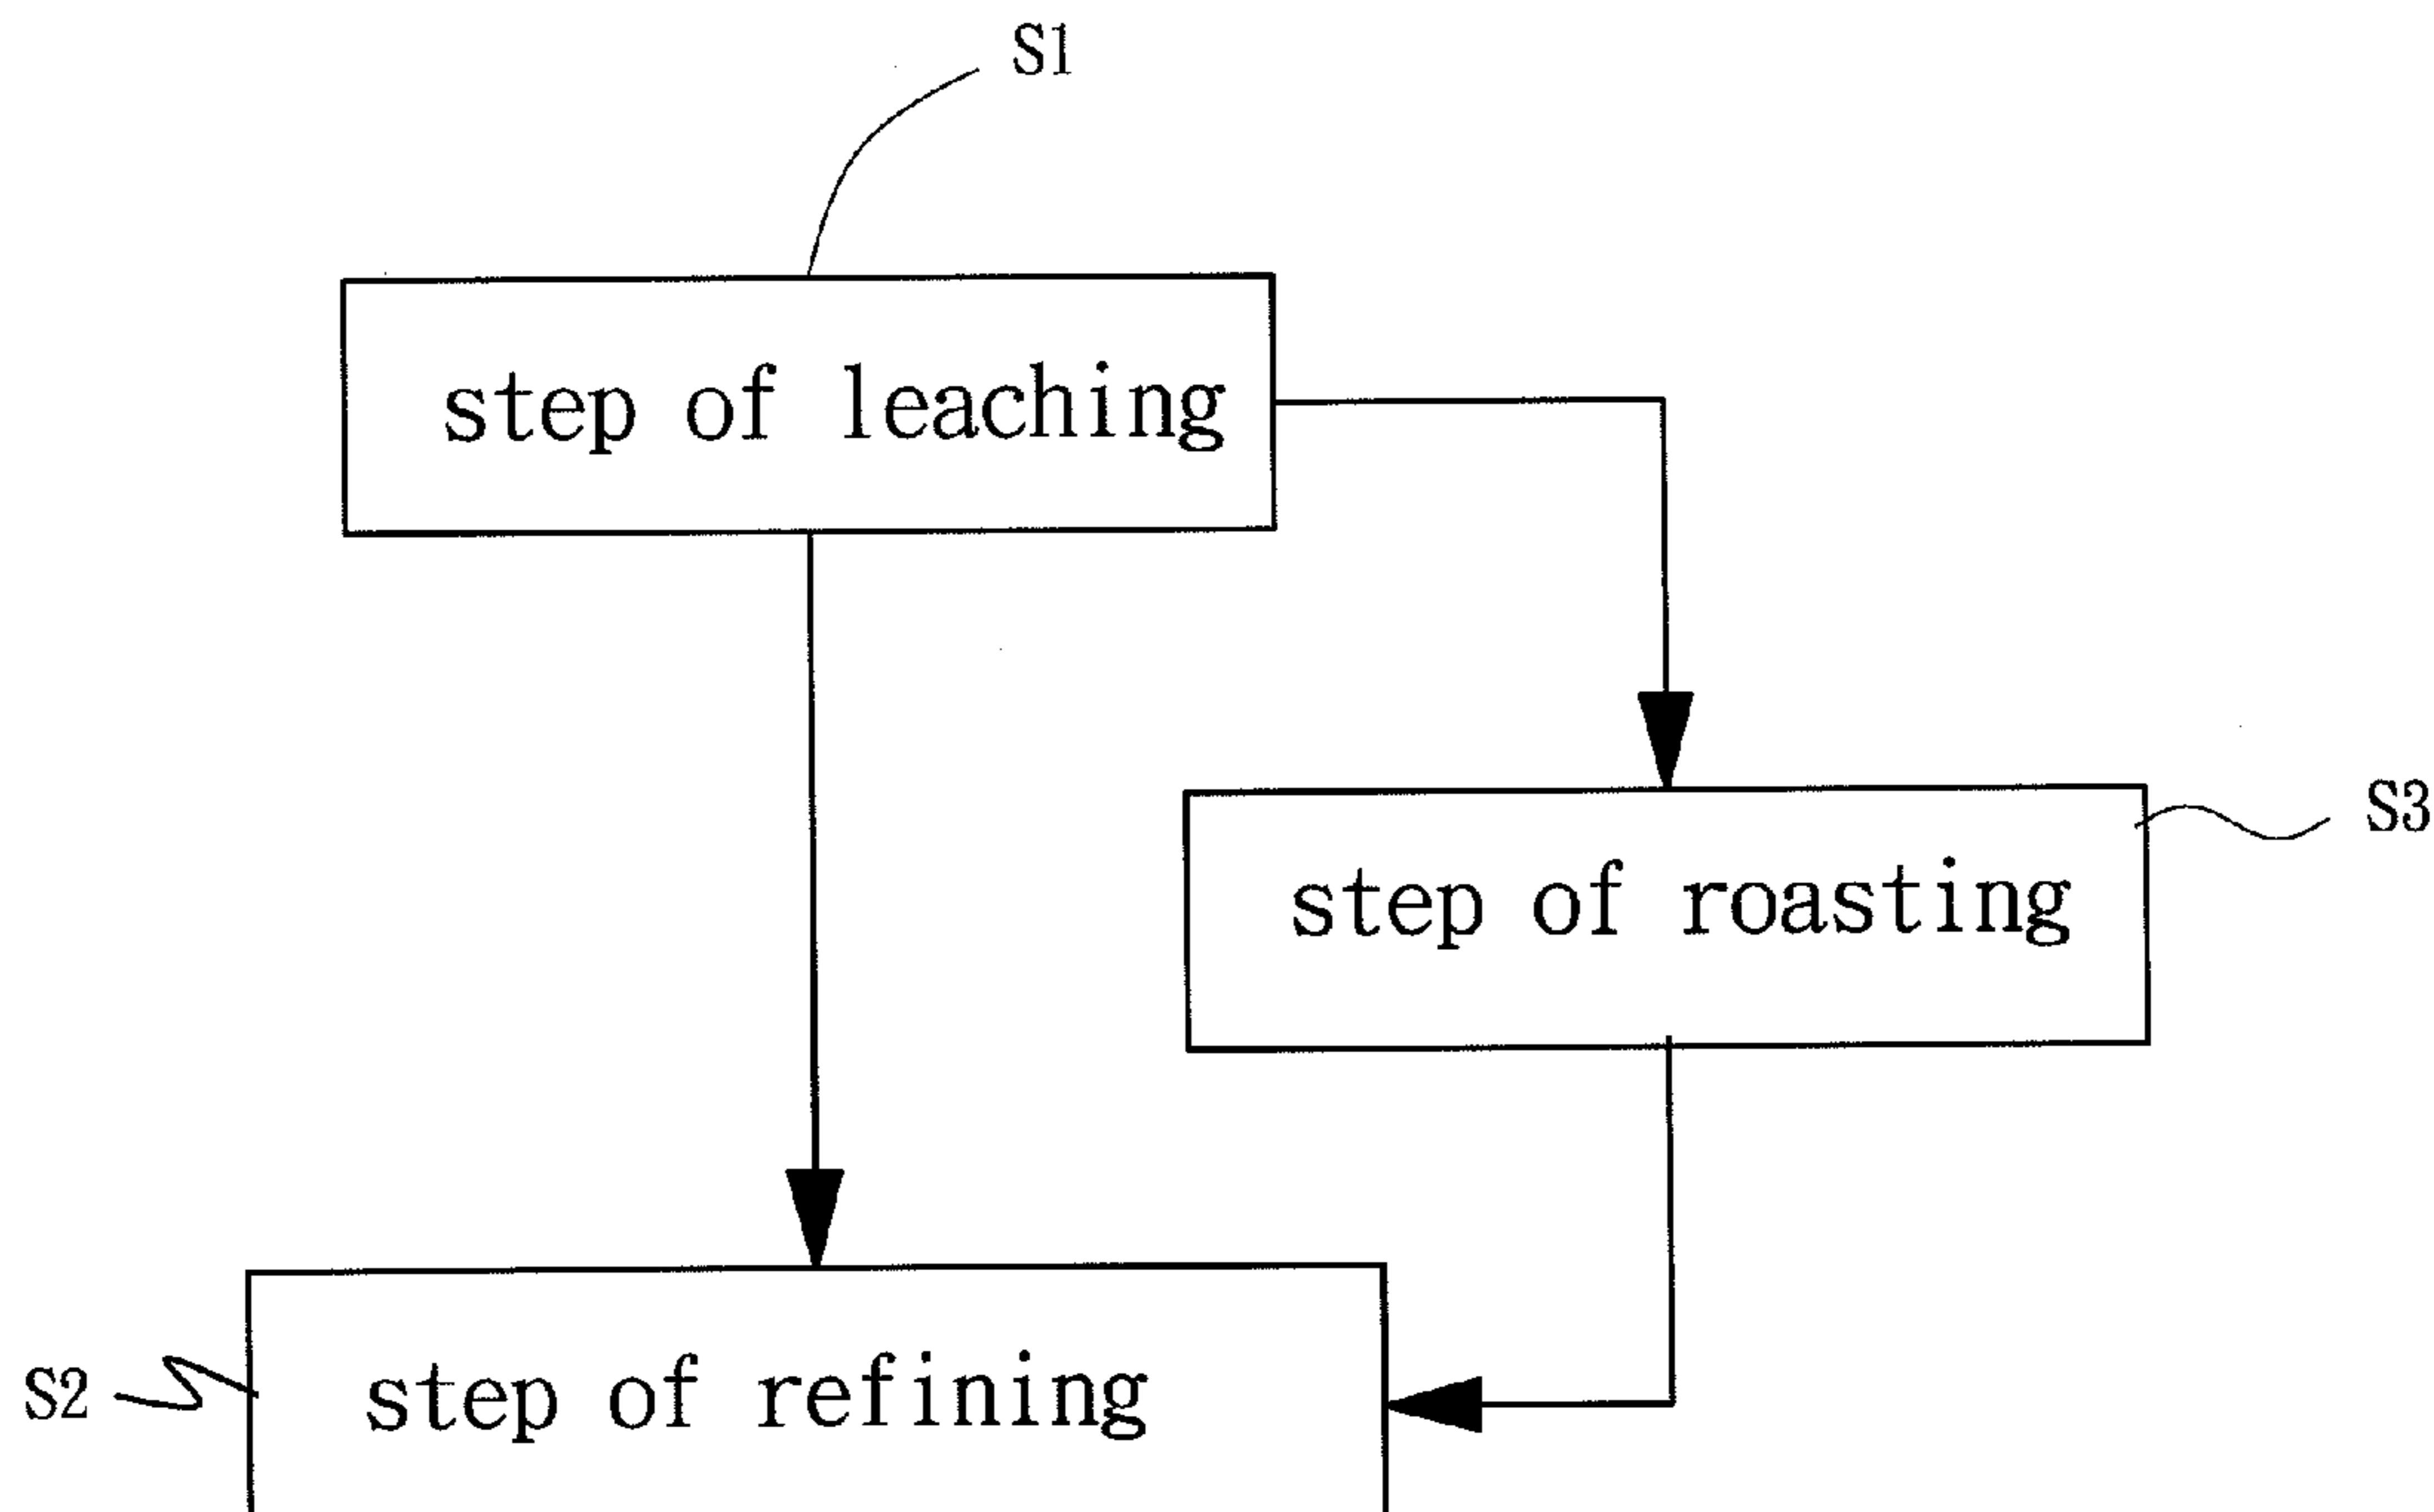 S1
step of leaching
S3
step of roasting
S2
step of refining